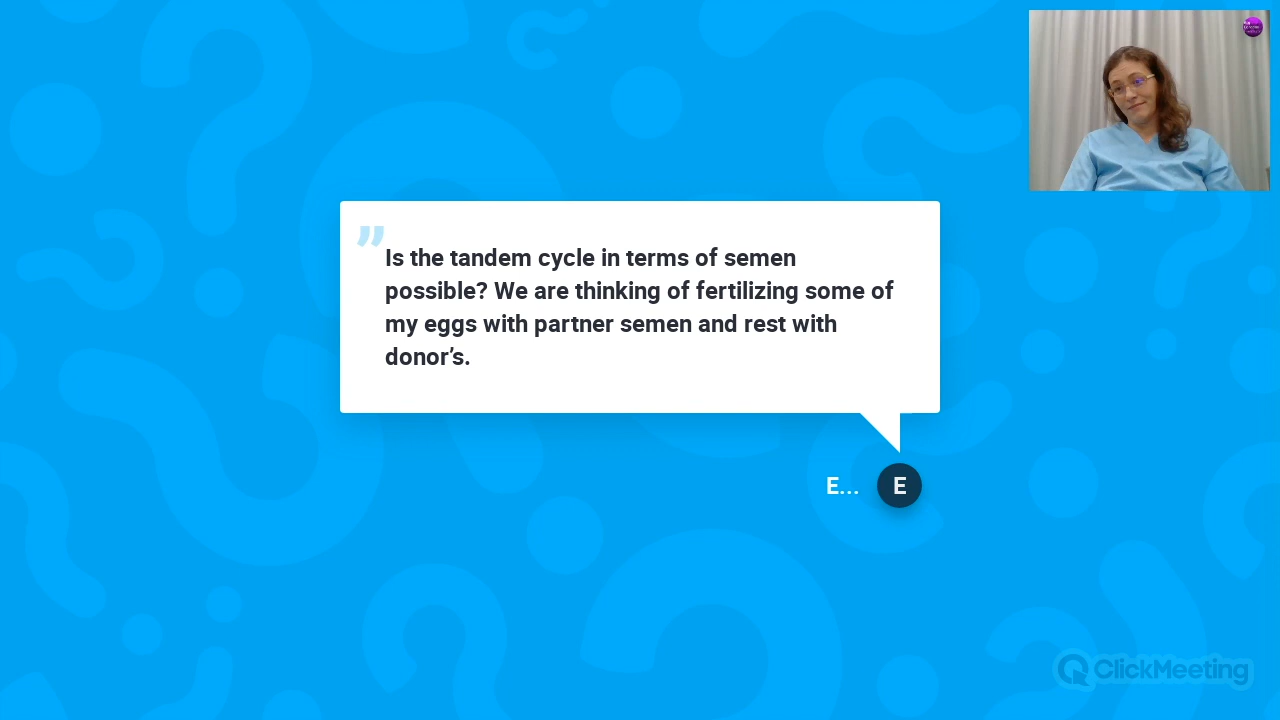 ”
Is the tandem cycle in terms of semen
possible? We are thinking of fertilizing some of
my eggs with partner semen and rest with
donor’s.
E... E
ClickMeeting